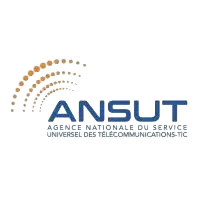 ANSUT
AGENCE NATIONALE DU SERVICE
UNIVERSEL DES TÉLÉCOMMUNICATIONS-TIC